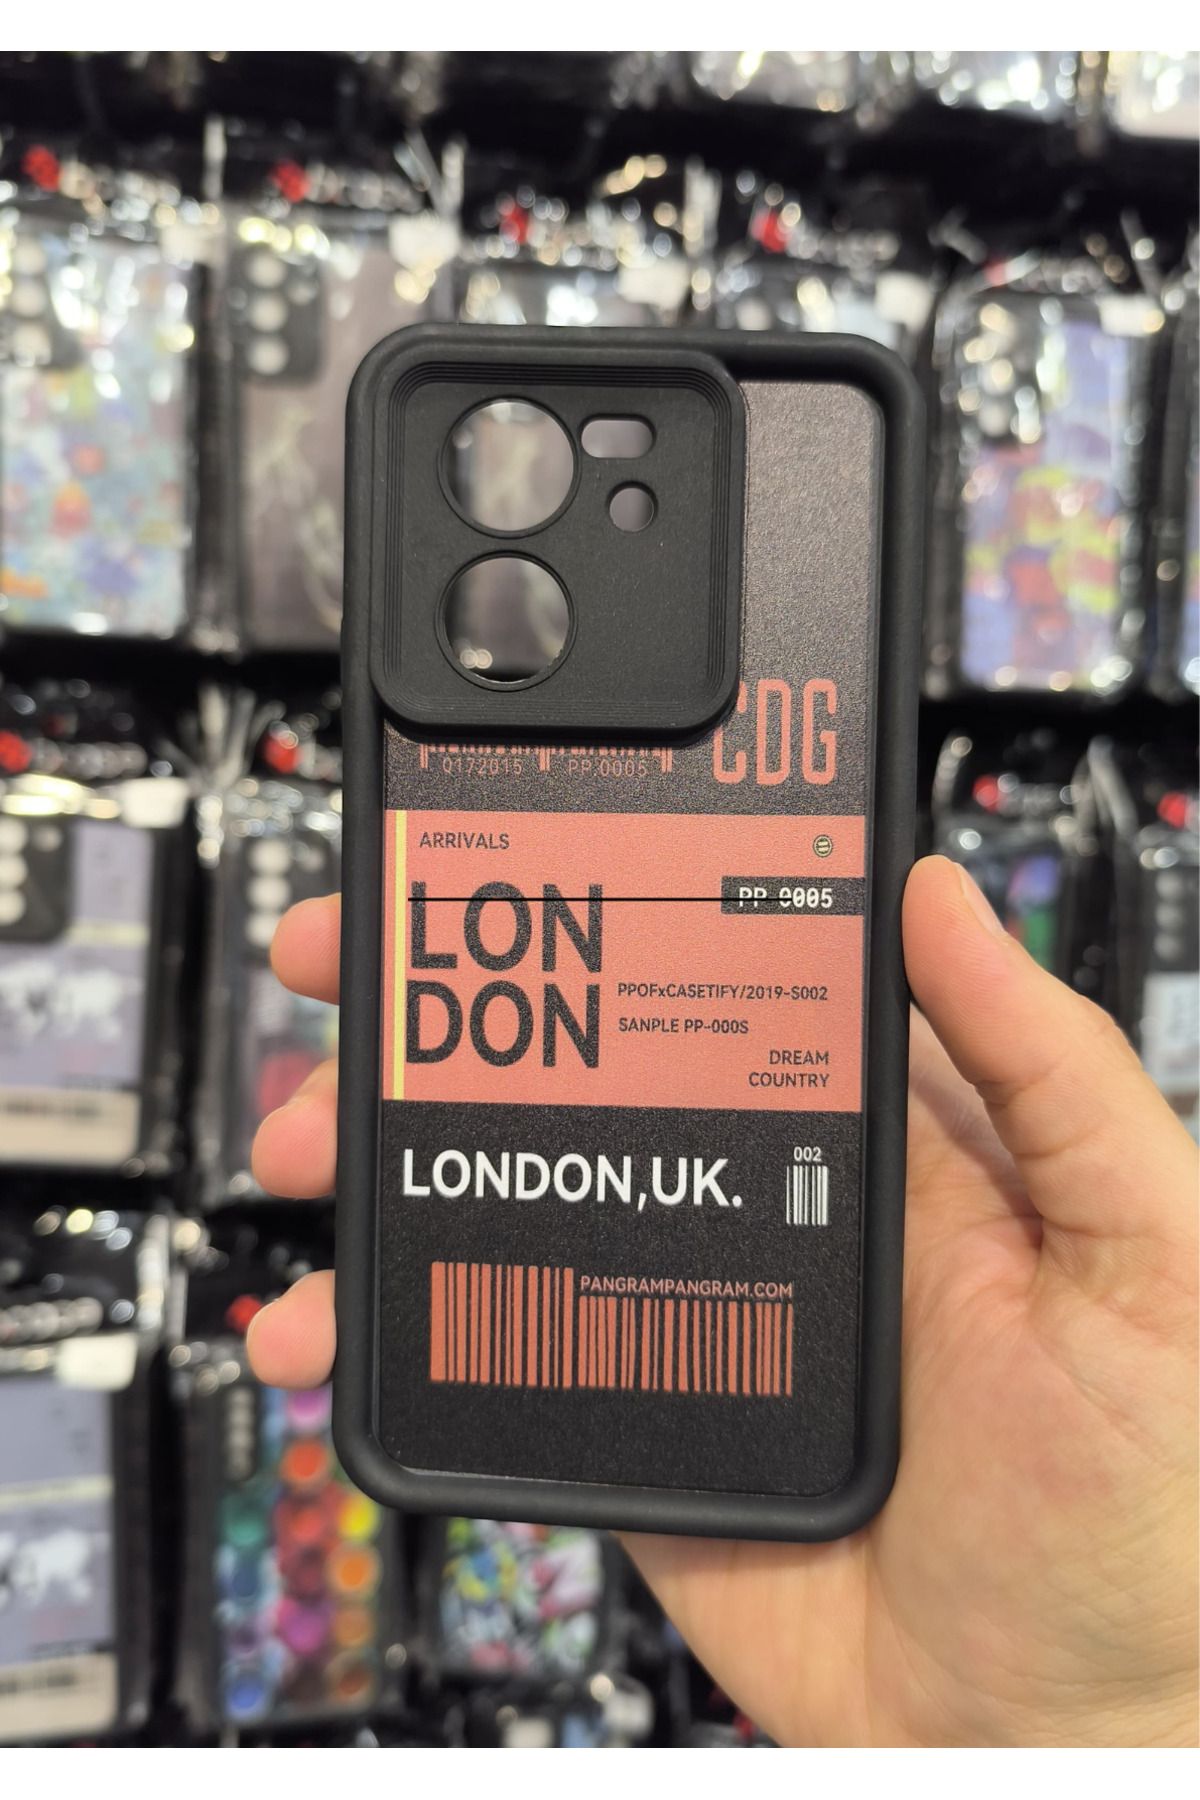 CDG
Q172015 PP.0005
ARRIVALS
PP 0005
LON
DON
PPOFxCASETIFY/2019-S002
SANPLE PP-000S
DREAM
COUNTRY
LONDON,UK.
002
PANGRAMPANGRAM.COM